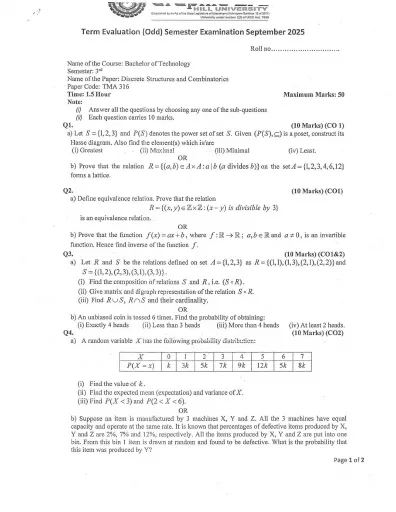 HILL UNIVERSITY
Term Evaluation (Odd) Semester Examination September 2025
Roll no..............................
Name of the Course: Bachelor of Technology
Semester: 3rd
Name of the Paper: Discrete Structures and Combinatorics
Paper Code: TMA 316
Time: 1.5 Hour Maximum Marks: 50
Note:
(i) Answer all the questions by choosing any one of the sub-questions
(ii) Each question carries 10 marks.
Q1. (10 Marks) (CO 1)
a) Let S = {1,2,3} and P(S) denotes the power set of set S. Given (P(S),⊆) is a poset, construct its
Hasse diagram. Also find the element(s) which is/are
(i) Greatest (ii) Maximal (iii) Minimal (iv) Least.
OR
b) Prove that the relation R = {(a,b) ∈ A×A : a | b (a divides b)} on the set A = {1,2,3,4,6,12}
forms a lattice.
Q2. (10 Marks) (CO1)
a) Define equivalence relation. Prove that the relation
R = {(x,y) ∈ Z×Z : (x − y) is divisible by 3}
is an equivalence relation.
OR
b) Prove that the function f(x) = ax + b, where f : R → R ; a,b ∈ R and a ≠ 0, is an invertible
function. Hence find inverse of the function f.
Q3. (10 Marks) (CO1&2)
a) Let R and S be the relations defined on set A = {1,2,3} as R = {(1,1),(1,3),(2,1),(2,2)} and
S = {(1,2),(2,3),(3,1),(3,3)}.
(i) Find the composition of relations S and R, i.e. (S∘R).
(ii) Give matrix and digraph representation of the relation S∘R.
(iii) Find R∪S, R∩S and their cardinality.
OR
b) An unbiased coin is tossed 6 times. Find the probability of obtaining:
(i) Exactly 4 heads (ii) Less than 3 heads (iii) More than 4 heads (iv) At least 2 heads.
Q4. (10 Marks) (CO2)
a) A random variable X has the following probability distribution:
X 0 1 2 3 4 5 6 7
P(X = x) k 3k 5k 7k 9k 12k 5k 8k
(i) Find the value of k.
(ii) Find the expected mean (expectation) and variance of X.
(iii) Find P(X < 3) and P(2 < X < 6).
OR
b) Suppose an item is manufactured by 3 machines X, Y and Z. All the 3 machines have equal
capacity and operate at the same rate. It is known that percentages of defective items produced by X,
Y and Z are 2%, 7% and 12%, respectively. All the items produced by X, Y and Z are put into one
bin. From this bin 1 item is drawn at random and found to be defective. What is the probability that
this item was produced by Y?
Page 1 of 2